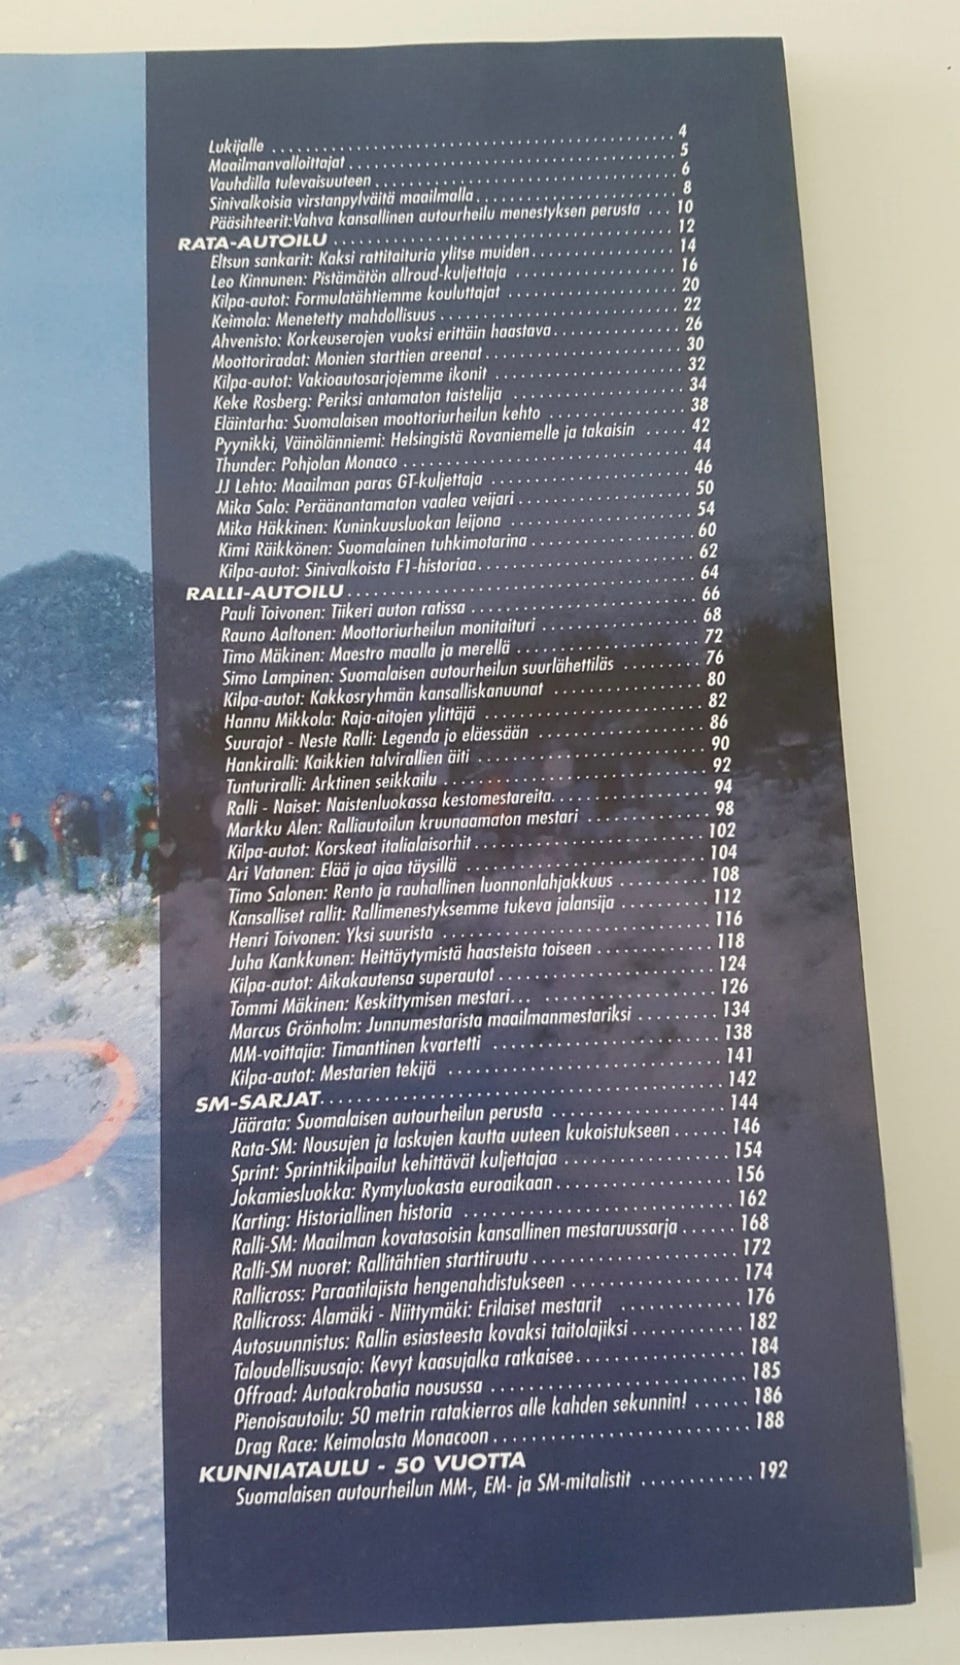 Lukijalle 4
Maailmanvalloittajat 5
Vauhdilla tulevaisuuteen 6
Sinivalkoisia virstanpylväitä maailmalla 8
Pääsihteerit:Vahva kansallinen autourheilu menestyksen perusta ... 10
RATA-AUTOILU 12
Eltsun sankarit: Kaksi rattitaituria ylitse muiden 14
Leo Kinnunen: Pistämätön allroud-kuljettaja 16
Kilpa-autot: Formulatähtiemme kouluttajat 20
Keimola: Menetetty mahdollisuus 22
Ahvenisto: Korkeuserojen vuoksi erittäin haastava 26
Moottoriradat: Monien starttien areenat 30
Kilpa-autot: Vakioautosarjojemme ikonit 32
Keke Rosberg: Periksi antamaton taistelija 34
Eläintarha: Suomalaisen moottoriurheilun kehto 38
Pyynikki, Väinölänniemi: Helsingistä Rovaniemelle ja takaisin 42
Thunder: Pohjolan Monaco 44
JJ Lehto: Maailman paras GT-kuljettaja 46
Mika Salo: Peräänantamaton vaalea veijari 50
Mika Häkkinen: Kuninkuusluokan leijona 54
Kimi Räikkönen: Suomalainen tuhkimotarina 60
Kilpa-autot: Sinivalkoista F1-historiaa 62
RALLI-AUTOILU 64
Pauli Toivonen: Tiikeri auton ratissa 66
Rauno Aaltonen: Moottoriurheilun monitaituri 68
Timo Mäkinen: Maestro maalla ja merellä 72
Simo Lampinen: Suomalaisen autourheilun suurlähettiläs 76
Kilpa-autot: Kakkosryhmän kansalliskanuunat 80
Hannu Mikkola: Raja-aitojen ylittäjä 82
Suurajot - Neste Ralli: Legenda jo eläessään 86
Hankiralli: Kaikkien talvirallien äiti 90
Tunturiralli: Arktinen seikkailu 92
Ralli - Naiset: Naistenluokassa kestomestareita 94
Markku Alen: Ralliautoilun kruunaamaton mestari 98
Kilpa-autot: Korskeat italialaisorhit 102
Ari Vatanen: Elää ja ajaa täysillä 104
Timo Salonen: Rento ja rauhallinen luonnonlahjakkuus 108
Kansalliset rallit: Rallimenestyksemme tukeva jalansija 112
Henri Toivonen: Yksi suurista 116
Juha Kankkunen: Heittäytymistä haasteista toiseen 118
Kilpa-autot: Aikakautensa superautot 124
Tommi Mäkinen: Keskittymisen mestari 126
Marcus Grönholm: Junnumestarista maailmanmestariksi 134
MM-voittajia: Timanttinen kvartetti 138
Kilpa-autot: Mestarien tekijä 141
SM-SARJAT 142
Jäärata: Suomalaisen autourheilun perusta 144
Rata-SM: Nousujen ja laskujen kautta uuteen kukoistukseen 146
Sprint: Sprinttikilpailut kehittävät kuljettajaa 154
Jokamiesluokka: Rymyluokasta euroaikaan 156
Karting: Historiallinen historia 162
Ralli-SM: Maailman kovatasoisin kansallinen mestaruussarja 168
Ralli-SM nuoret: Rallitähtien starttiruutu 172
Rallicross: Paraatilajista hengenahdistukseen 174
Rallicross: Alamäki - Niittymäki: Erilaiset mestarit 176
Autosuunnistus: Rallin esiasteesta kovaksi taitolajiksi 182
Taloudellisuusajo: Kevyt kaasujalka ratkaisee 184
Offroad: Autoakrobatia nousussa 185
Pienoisautoilu: 50 metrin ratakierros alle kahden sekunnin! 186
Drag Race: Keimolasta Monacoon 188
KUNNIATAULU - 50 VUOTTA
Suomalaisen autourheilun MM-, EM- ja SM-mitalistit 192